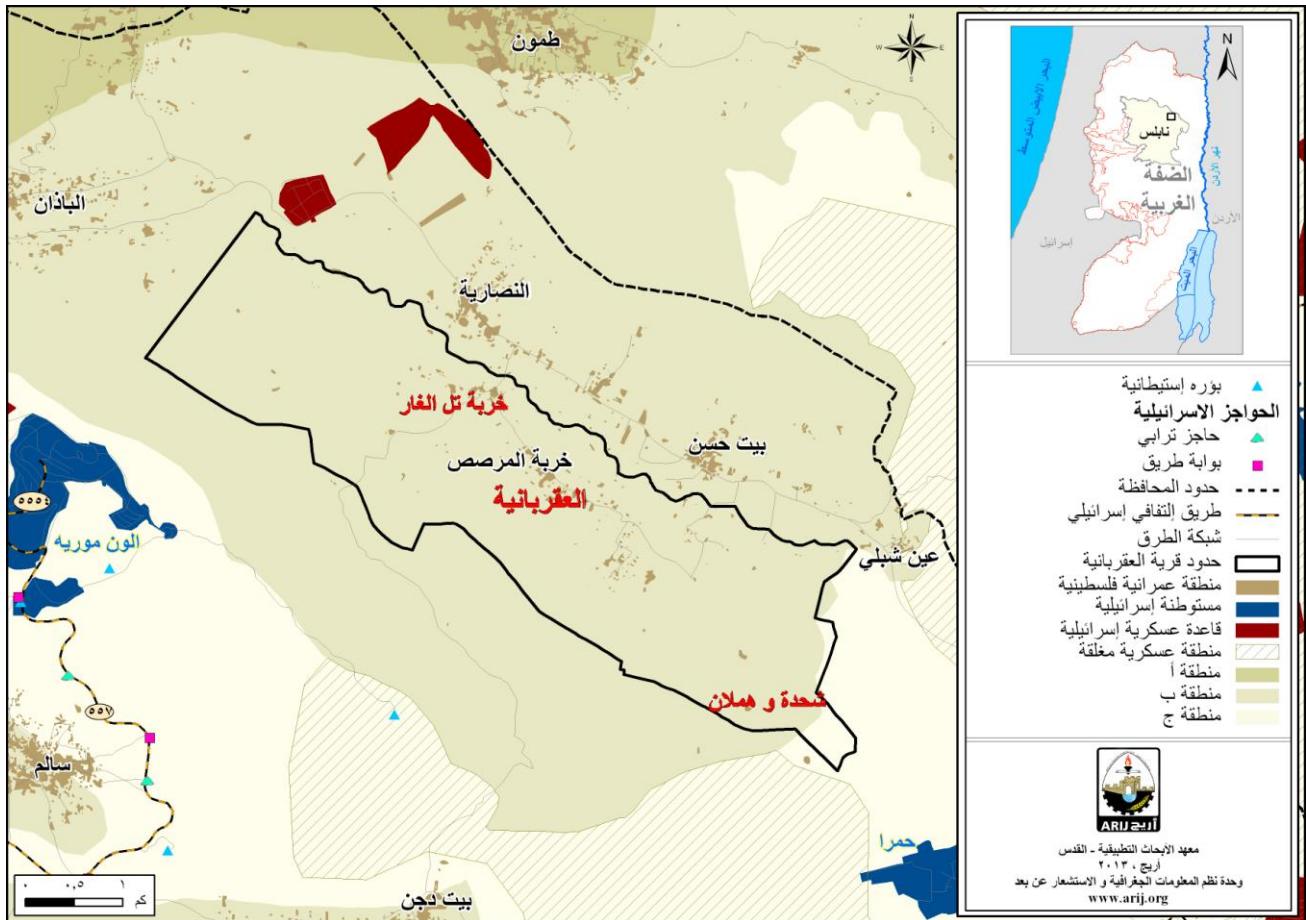 طمون
الباذان
النصارية
خربة تل الغار
بيت حسن
خربة المرصص
العقربانية
عين شبلي
٥٥٤
الون موريه
شحدة و هملان
٥٥٧
سالم
حمرا
بيت دجن
٠ ٠,٥ ١
كم
N
W E
S
N
البحر الابيض المتوسط
نابلس
نهر الأردن
الضفة
الغربية
الأردن
إسرائيل
البحر الميت
بؤره إستيطانية
الحواجز الاسرائيلية
حاجز ترابي
بوابة طريق
حدود المحافظة
طريق إلتفافي إسرائيلي
شبكة الطرق
حدود قرية العقربانية
منطقة عمرانية فلسطينية
مستوطنة إسرائيلية
قاعدة عسكرية إسرائيلية
منطقة عسكرية مغلقة
منطقة أ
منطقة ب
منطقة ج
ARIJ أريج
معهد الأبحاث التطبيقية - القدس
أريج ، ٢٠١٣
وحدة نظم المعلومات الجغرافية و الاستشعار عن بعد
www.arij.org